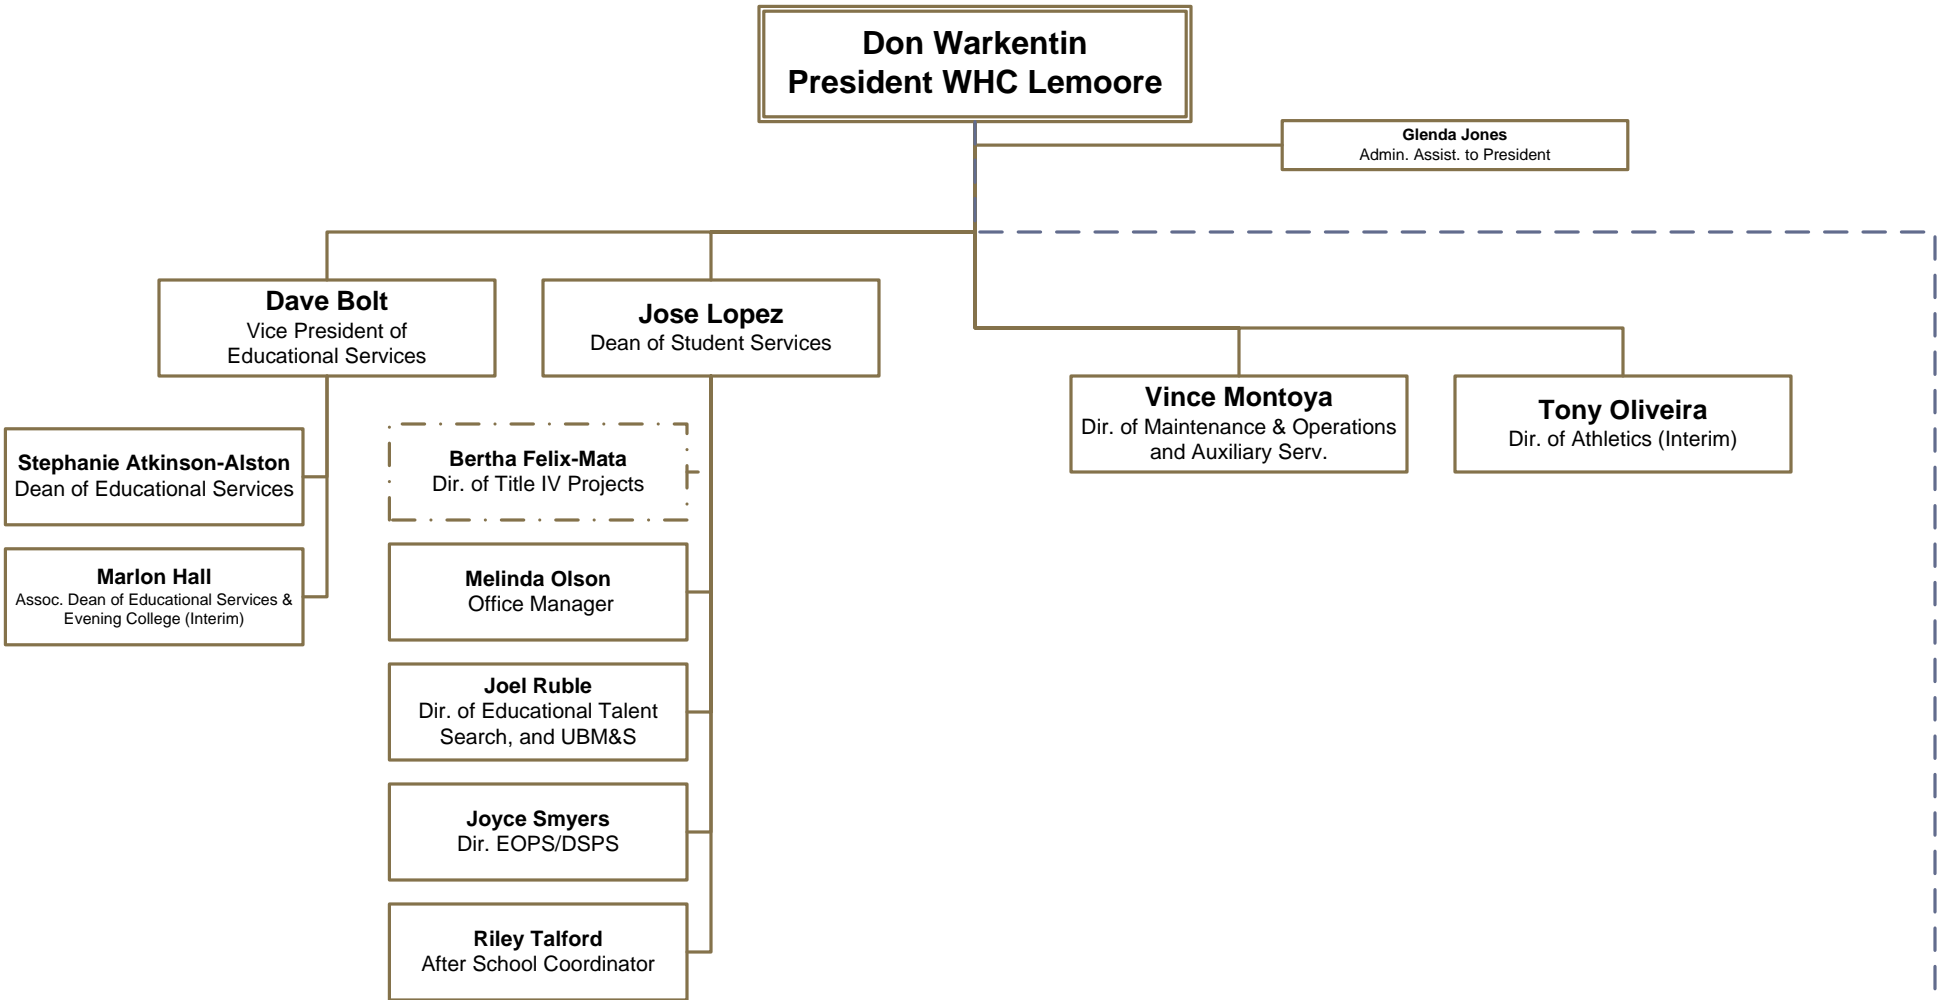 Don Warkentin
President WHC Lemoore
Glenda Jones
Admin. Assist. to President
Dave Bolt
Vice President of
Educational Services
Jose Lopez
Dean of Student Services
Vince Montoya
Dir. of Maintenance & Operations
and Auxiliary Serv.
Tony Oliveira
Dir. of Athletics (Interim)
Stephanie Atkinson-Alston
Dean of Educational Services
Marlon Hall
Assoc. Dean of Educational Services &
Evening College (Interim)
Bertha Felix-Mata
Dir. of Title IV Projects
Melinda Olson
Office Manager
Joel Ruble
Dir. of Educational Talent
Search, and UBM&S
Joyce Smyers
Dir. EOPS/DSPS
Riley Talford
After School Coordinator